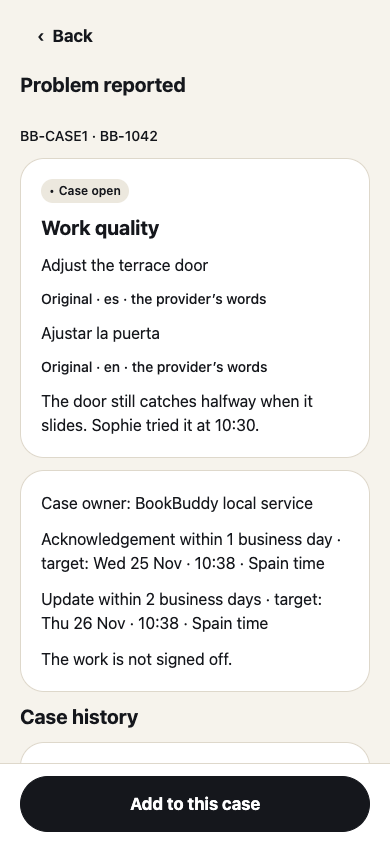 ‹ Back
Problem reported
BB-CASE1 · BB-1042
• Case open
Work quality
Adjust the terrace door
Original · es · the provider’s words
Ajustar la puerta
Original · en · the provider’s words
The door still catches halfway when it
slides. Sophie tried it at 10:30.
Case owner: BookBuddy local service
Acknowledgement within 1 business day ·
target: Wed 25 Nov · 10:38 · Spain time
Update within 2 business days · target:
Thu 26 Nov · 10:38 · Spain time
The work is not signed off.
Case history
Add to this case